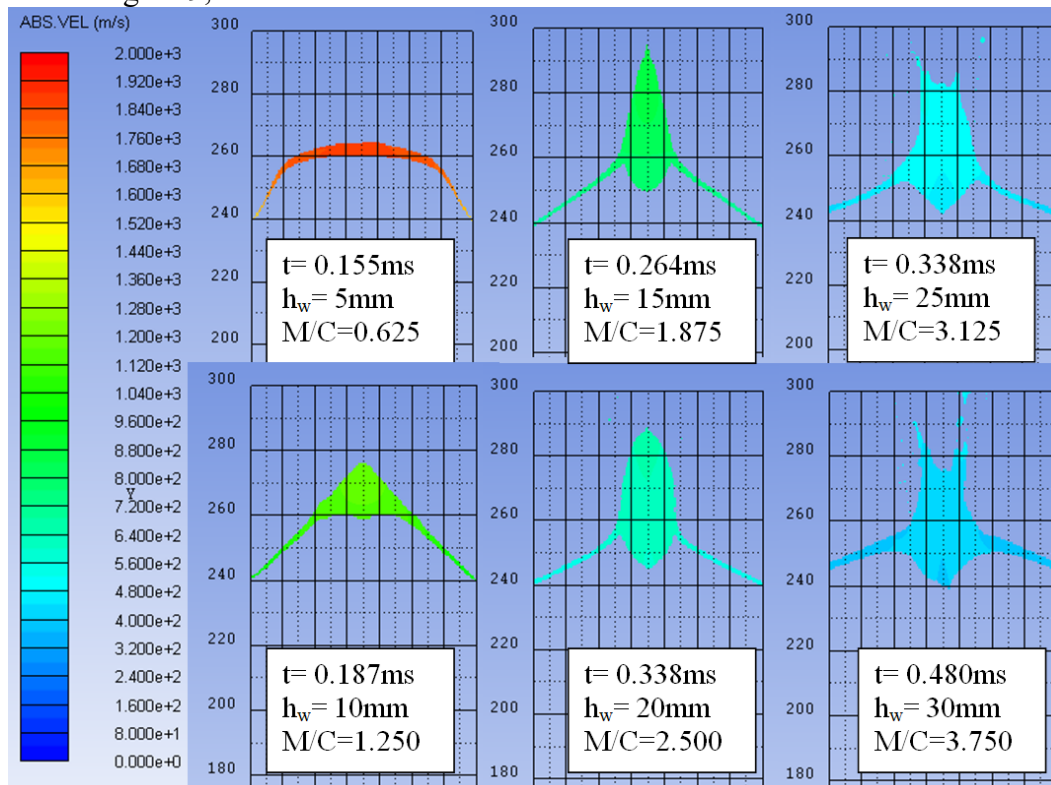 ABS.VEL (m/s)
2.000e+3
1.920e+3
1.840e+3
1.760e+3
1.680e+3
1.600e+3
1.520e+3
1.440e+3
1.360e+3
1.280e+3
1.200e+3
1.120e+3
1.040e+3
9.600e+2
8.800e+2
8.000e+2
Y
7.200e+2
6.400e+2
5.600e+2
4.800e+2
4.000e+2
3.200e+2
2.400e+2
1.600e+2
8.000e+1
0.000e+0
300
280
260
240
220
200
t= 0.155ms
h_w= 5mm
M/C=0.625
300
280
260
240
220
200
t= 0.264ms
h_w= 15mm
M/C=1.875
300
280
260
240
220
200
t= 0.338ms
h_w= 25mm
M/C=3.125
300
280
260
240
220
200
180
t= 0.187ms
h_w= 10mm
M/C=1.250
300
280
260
240
220
200
180
t= 0.338ms
h_w= 20mm
M/C=2.500
300
280
260
240
220
200
180
t= 0.480ms
h_w= 30mm
M/C=3.750